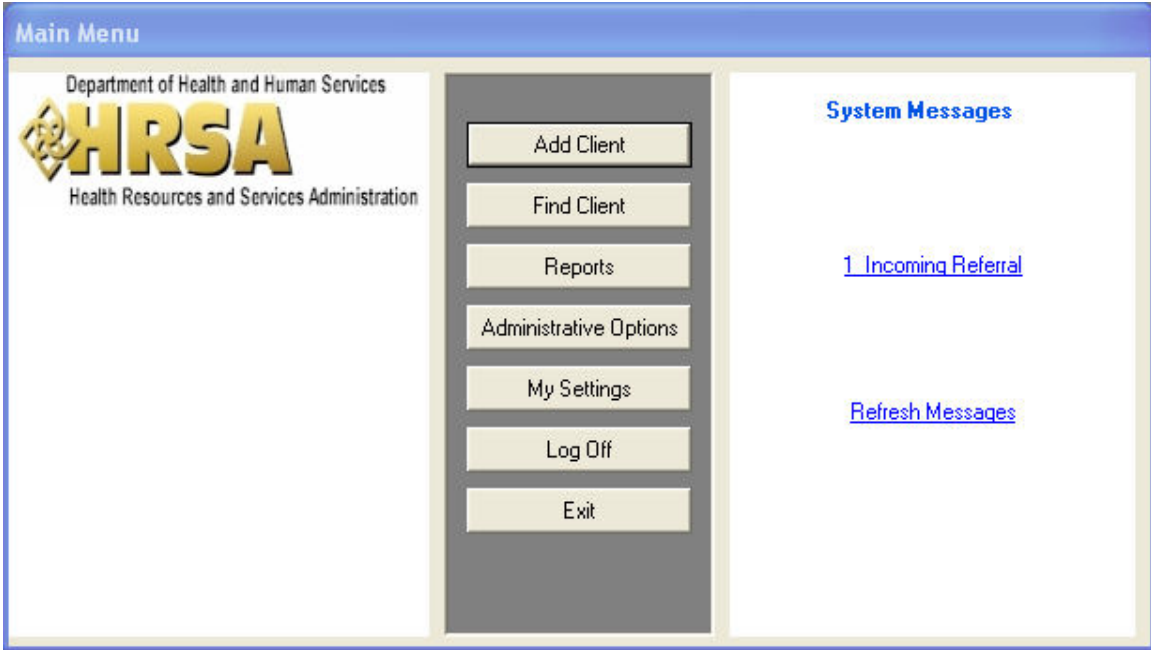 Main Menu
Department of Health and Human Services
HRSA
Health Resources and Services Administration
Add Client
Find Client
Reports
Administrative Options
My Settings
Log Off
Exit
System Messages
1 Incoming Referral
Refresh Messages